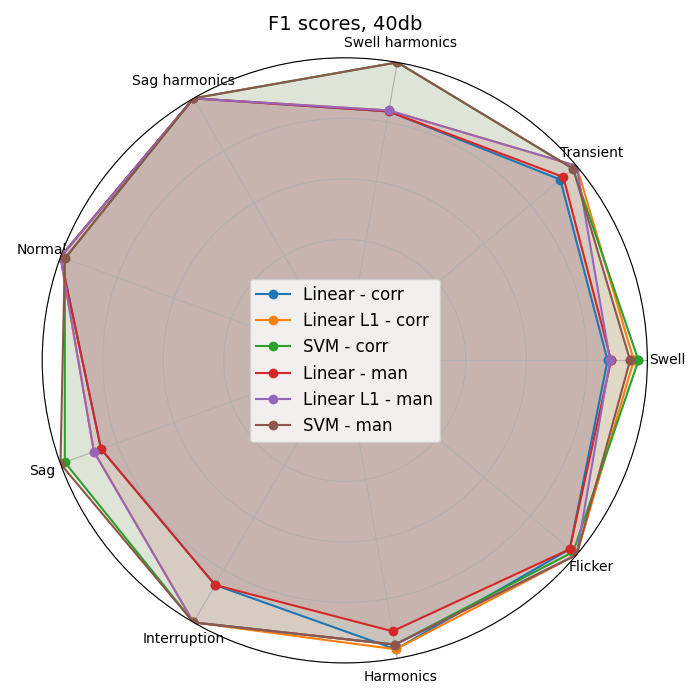 F1 scores, 40db
Swell harmonics
Sag harmonics
Transient
Normal
Linear - corr
Linear L1 - corr
SVM - corr
Linear - man
Linear L1 - man
SVM - man
Swell
Sag
Flicker
Interruption
Harmonics